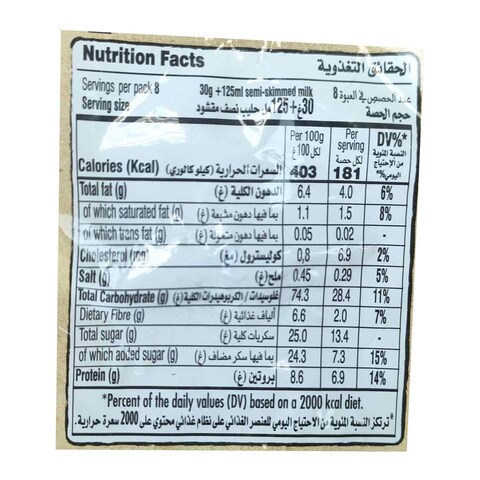 Nutrition Facts الحقائق التغذوية
Servings per pack 8 30g +125ml semi-skimmed milk عدد الحصص في العبوة 8
Serving size 30غ+125مل حليب نصف مقشود حجم الحصة
Per 100g لكل 100غ Per serving لكل حصة DV%* النسبة المئوية من الاحتياج اليومي%*
Calories (Kcal) السعرات الحرارية (كيلوكالوري) 403 181
Total fat (g) الدهون الكلية (غ) 6.4 4.0 6%
of which saturated fat (g) بما فيها دهون مشبعة (غ) 1.1 1.5 8%
of which trans fat (g) بما فيها دهون متحولة (غ) 0.05 0.02 -
Cholesterol (mg) كوليسترول (مغ) 0,8 6.9 2%
Salt (g) ملح (غ) 0.45 0.29 5%
Total Carbohydrate (g) غلوسيدات/الكربوهيدرات الكلية (غ) 74.3 28.4 11%
Dietary Fibre (g) ألياف غذائية (غ) 6.6 2.0 7%
Total sugar (g) سكريات كلية (غ) 25.0 13.4 -
of which added sugar (g) بما فيها سكر مضاف (غ) 24.3 7.3 15%
Protein (g) بروتين (غ) 8.6 6.9 14%
*Percent of the daily values (DV) based on a 2000 kcal diet.
*ترتكز النسبة المئوية من الاحتياج اليومي للعنصر الغذائي على نظام غذائي محتوي على 2000 سعرة حرارية.